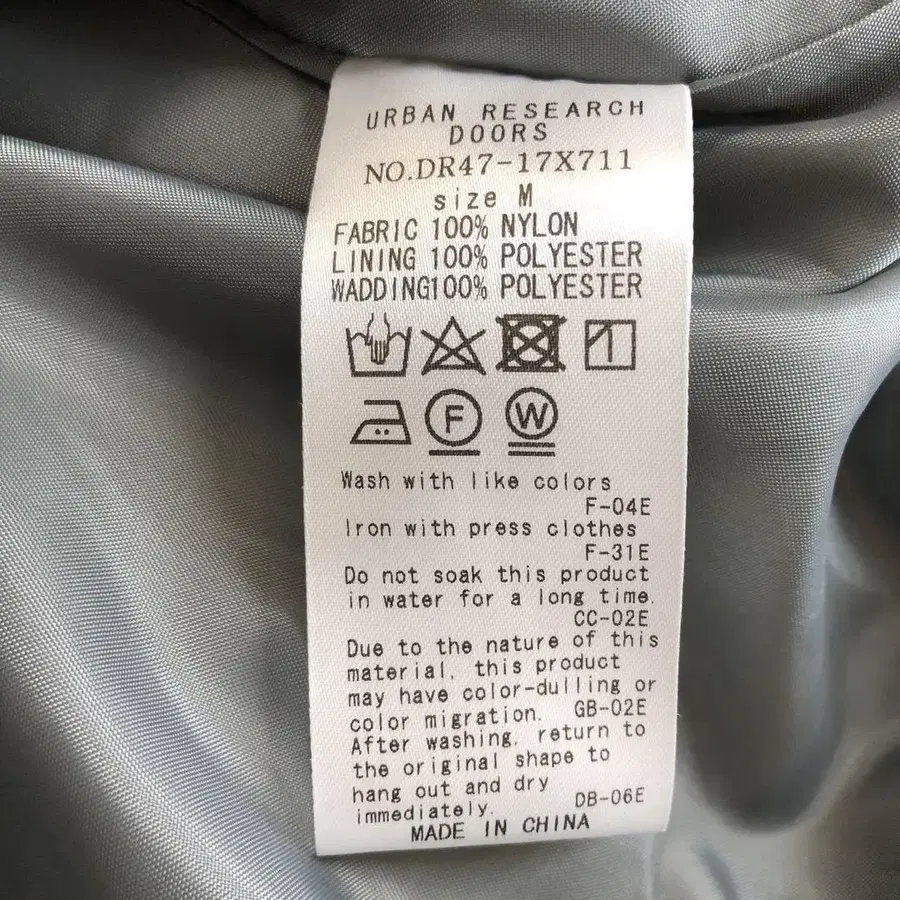 URBAN RESEARCH
DOORS
NO.DR47-17X711
size M
FABRIC 100% NYLON
LINING 100% POLYESTER
WADDING100% POLYESTER
F W
Wash with like colors
F-04E
Iron with press clothes
F-31E
Do not soak this product
in water for a long time.
CC-02E
Due to the nature of this
material, this product
may have color-dulling or
color migration. GB-02E
After washing, return to
the original shape to
hang out and dry
immediately. DB-06E
MADE IN CHINA